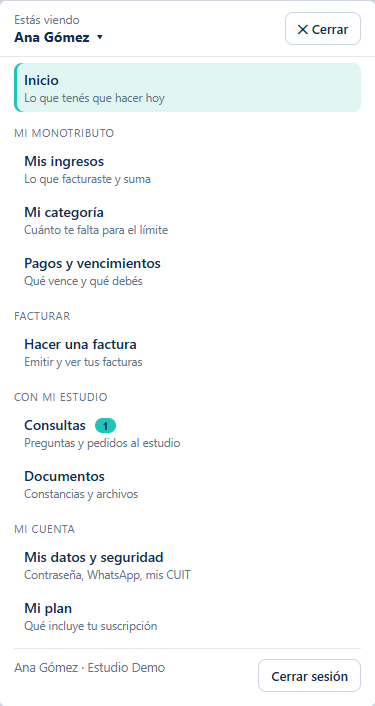 Estás viendo
Ana Gómez
Cerrar
Inicio
Lo que tenés que hacer hoy
MI MONOTRIBUTO
Mis ingresos
Lo que facturaste y suma
Mi categoría
Cuánto te falta para el límite
Pagos y vencimientos
Qué vence y qué debés
FACTURAR
Hacer una factura
Emitir y ver tus facturas
CON MI ESTUDIO
Consultas 1
Preguntas y pedidos al estudio
Documentos
Constancias y archivos
MI CUENTA
Mis datos y seguridad
Contraseña, WhatsApp, mis CUIT
Mi plan
Qué incluye tu suscripción
Ana Gómez · Estudio Demo
Cerrar sesión